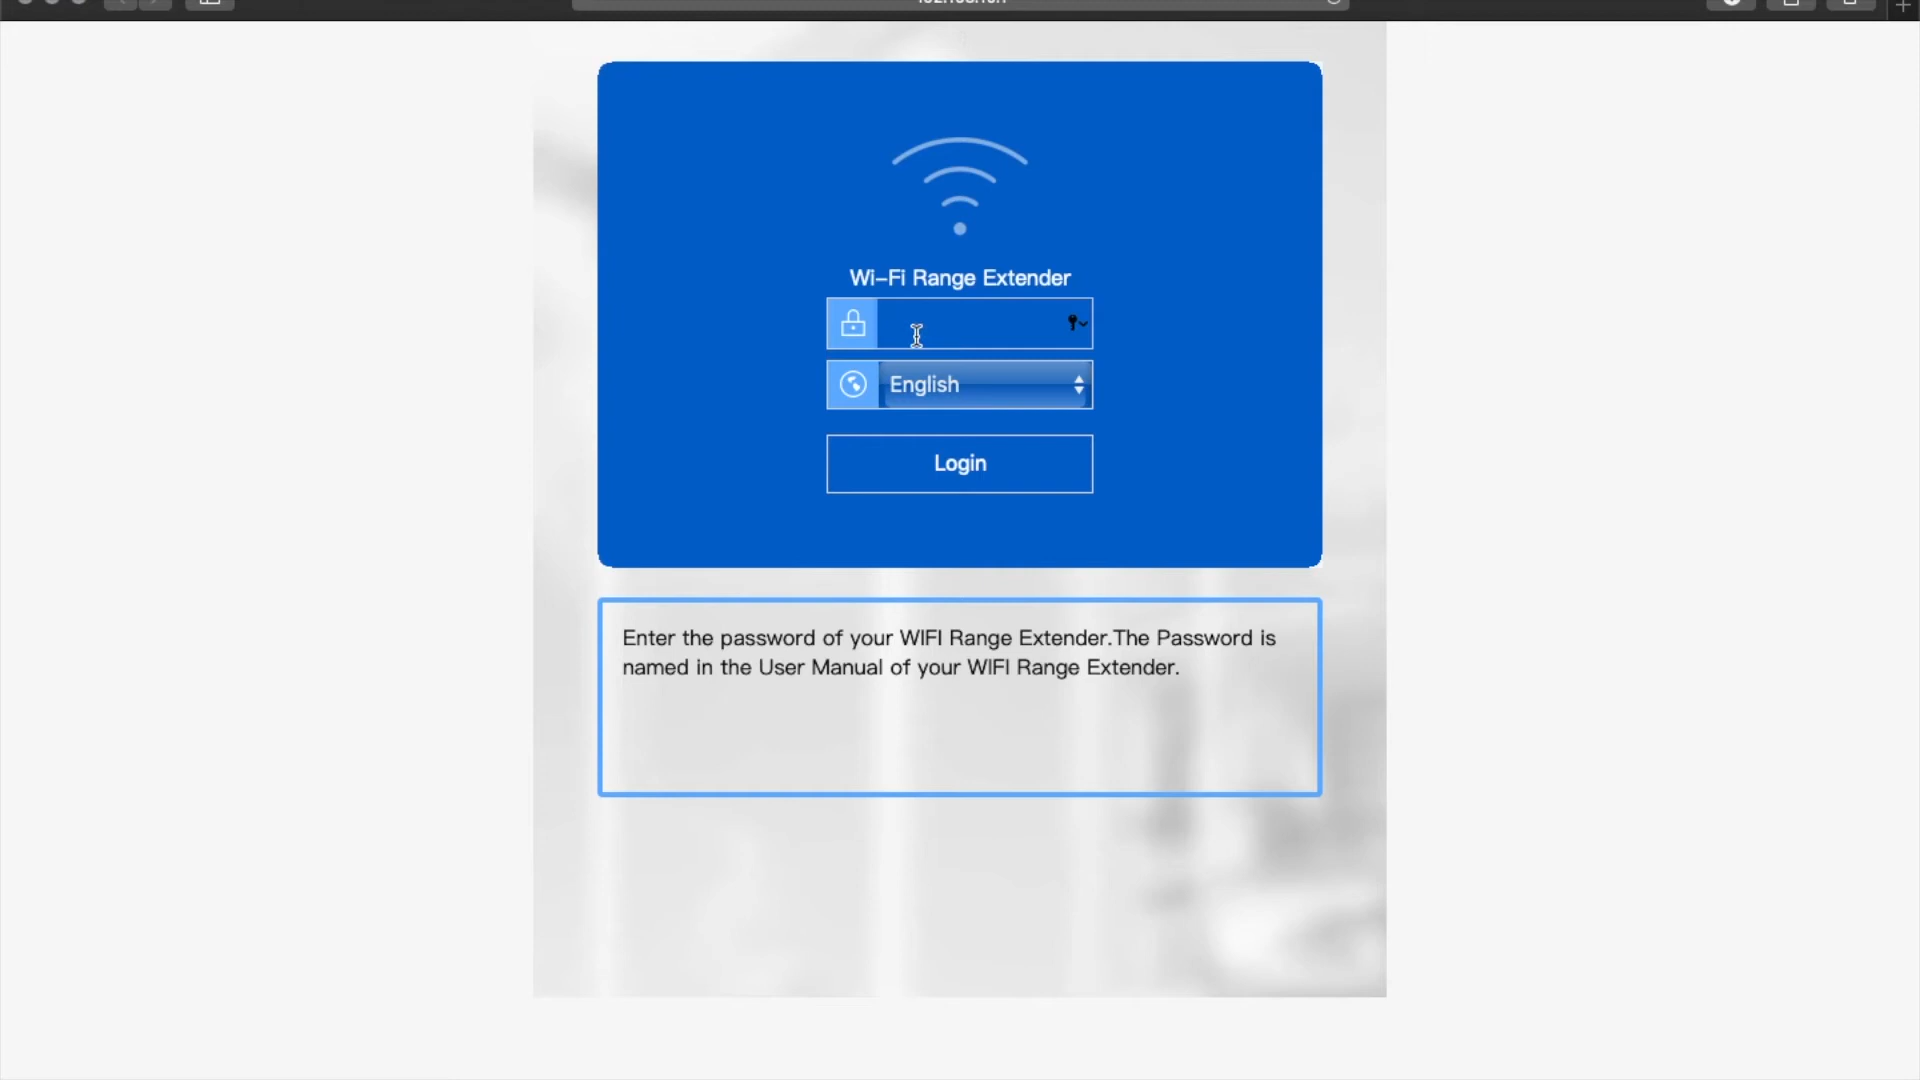 Wi-Fi Range Extender
English
Login
Enter the password of your WIFI Range Extender.The Password is
named in the User Manual of your WIFI Range Extender.